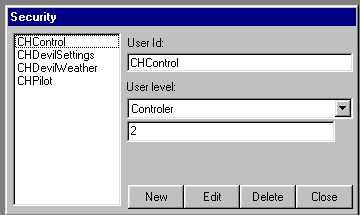 Security
CHControl
CHDevilSettings
CHDevilWeather
CHPilot
User Id:
CHControl
User level:
Controler
2
New Edit Delete Close